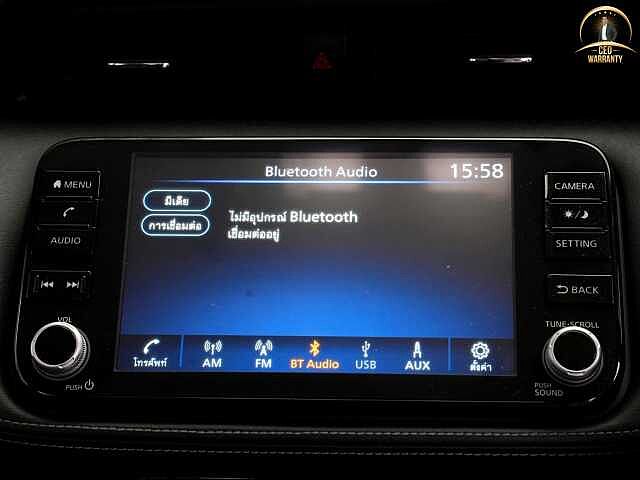 CEO
WARRANTY
Bluetooth Audio 15:58
MENU
มีเดีย
การเชื่อมต่อ
ไม่มีอุปกรณ์ Bluetooth
เชื่อมต่ออยู่
AUDIO
VOL
PUSH
CAMERA
SETTING
BACK
TUNE·SCROLL
PUSH
SOUND
โทรศัพท์
AM
FM
BT Audio
USB
AUX
ตั้งค่า